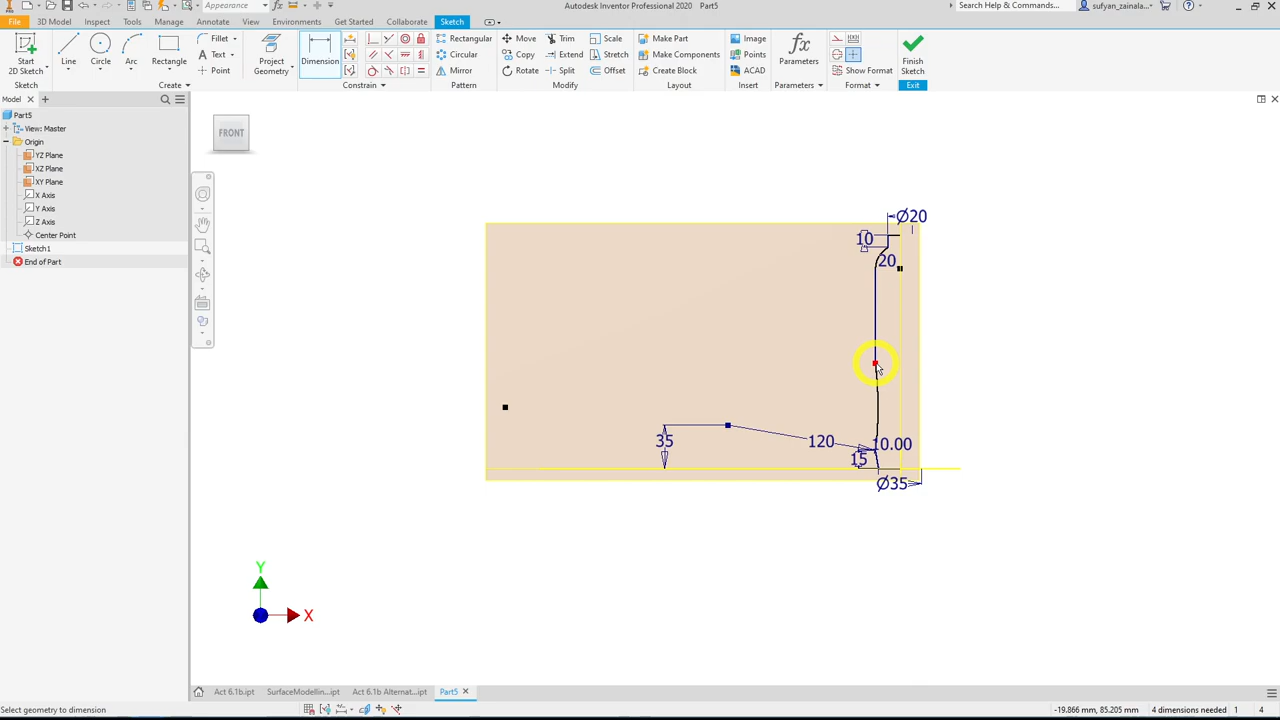 Appearance
Autodesk Inventor Professional 2020 Part5
Search Help & Commands...
sufyan_zainala...
File 3D Model Inspect Tools Manage Annotate View Environments Get Started Collaborate Sketch
Start 2D Sketch
Line
Circle
Arc
Rectangle
Fillet
Text
Point
Project Geometry
Dimension
Rectangular
Circular
Mirror
Move
Copy
Rotate
Trim
Extend
Split
Scale
Stretch
Offset
Make Part
Make Components
Create Block
Image
Points
ACAD
Parameters
Show Format
Finish Sketch
Sketch Create Constrain Pattern Modify Layout Insert Parameters Format Exit
Model
Part5
View: Master
Origin
YZ Plane
XZ Plane
XY Plane
X Axis
Y Axis
Z Axis
Center Point
Sketch1
End of Part
FRONT
Ø20
10
20
35
120
10.00
15
Ø35
Y
X
Act 6.1b.ipt SurfaceModellin...ipt Act 6.1b Alternat...ipt Part5
Select geometry to dimension
-19.866 mm, 85.205 mm 4 dimensions needed 1 4